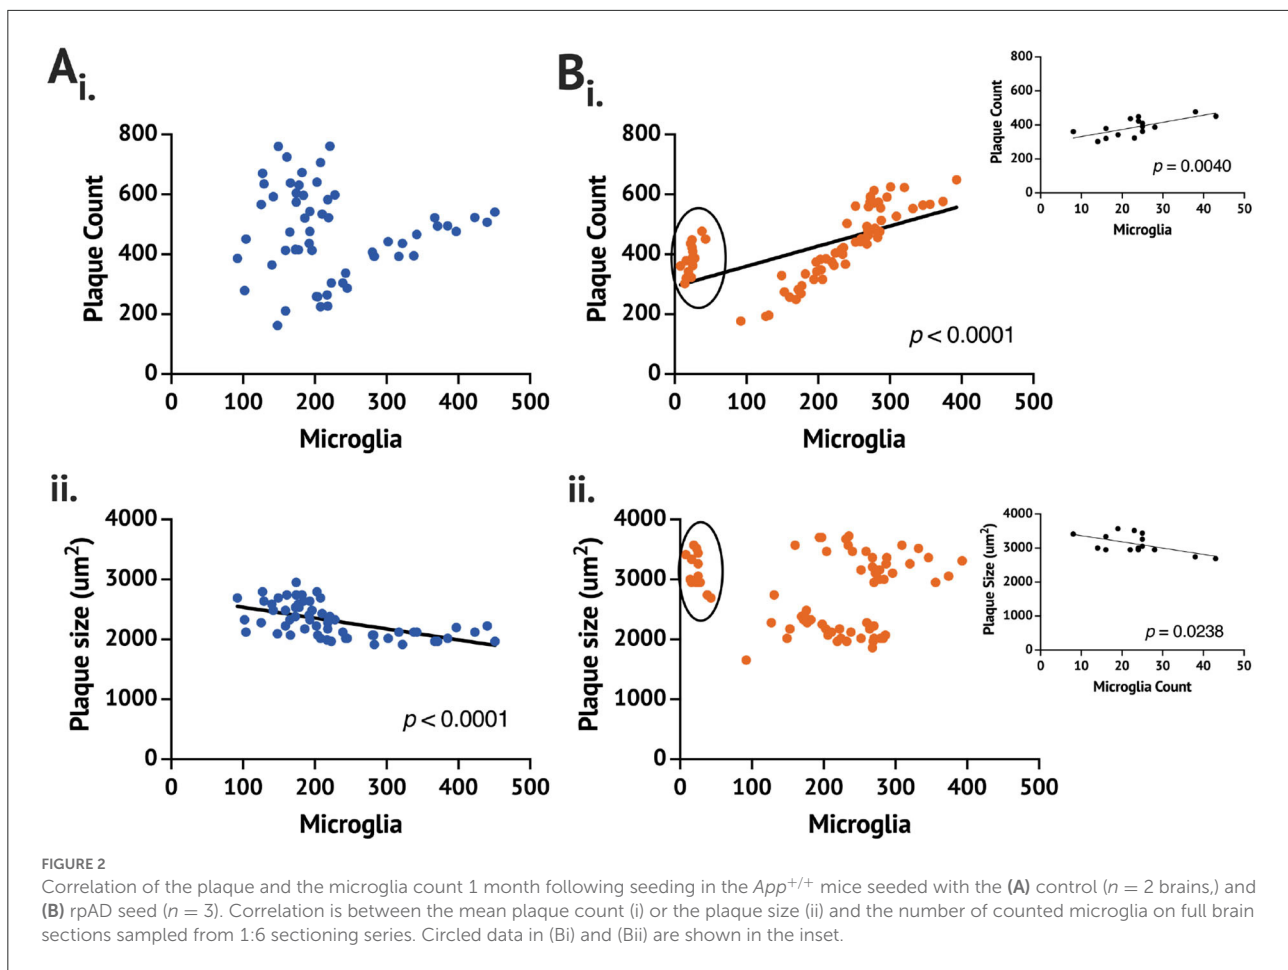 A i.
Plaque Count
800
600
400
200
0
0 100 200 300 400 500
Microglia
B i.
Plaque Count
800
600
400
200
0
p < 0.0001
0 100 200 300 400 500
Microglia
Plaque Count
800
600
400
200
0
p = 0.0040
0 10 20 30 40 50
Microglia
ii.
Plaque size (um²)
4000
3000
2000
1000
0
p < 0.0001
0 100 200 300 400 500
Microglia
ii.
Plaque size (um²)
4000
3000
2000
1000
0
0 100 200 300 400 500
Microglia
Plaque Size (um²)
4000
3000
2000
1000
0
p = 0.0238
0 10 20 30 40 50
Microglia Count
FIGURE 2
Correlation of the plaque and the microglia count 1 month following seeding in the App+/+ mice seeded with the (A) control (n = 2 brains,) and
(B) rpAD seed (n = 3). Correlation is between the mean plaque count (i) or the plaque size (ii) and the number of counted microglia on full brain
sections sampled from 1:6 sectioning series. Circled data in (Bi) and (Bii) are shown in the inset.